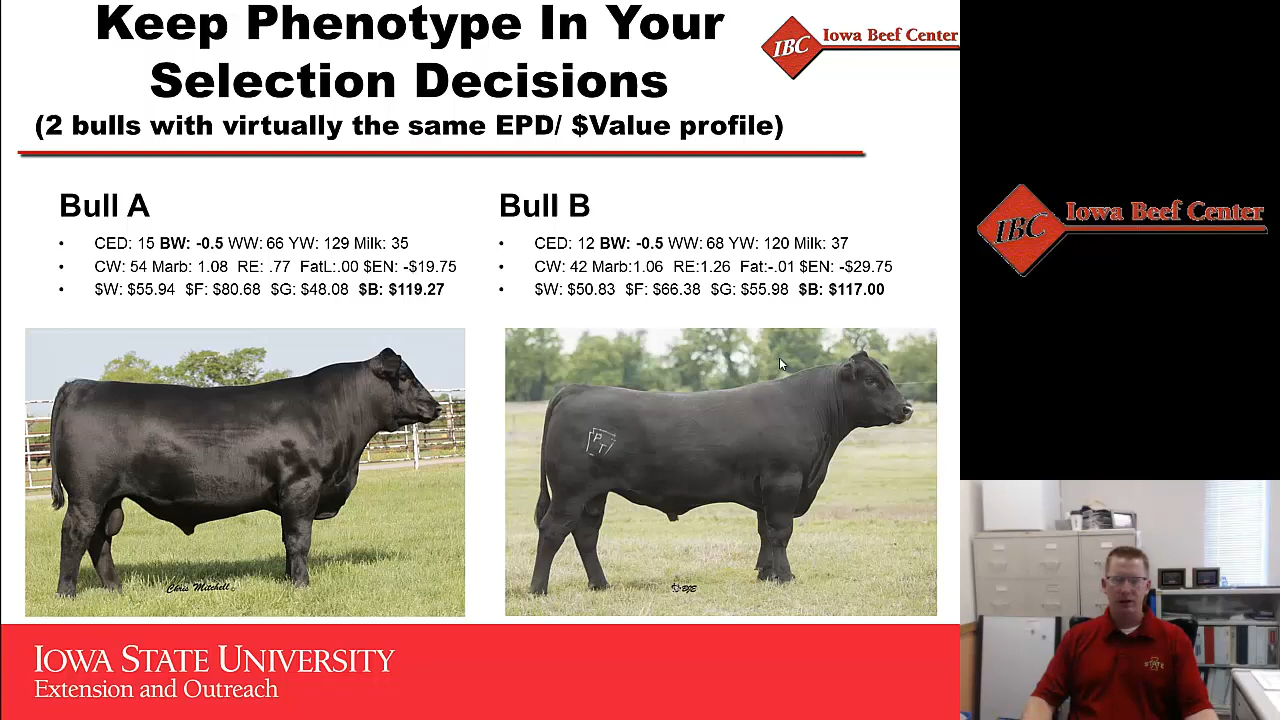 Keep Phenotype In Your
Selection Decisions
(2 bulls with virtually the same EPD/ $Value profile)
IBC Iowa Beef Center
Bull A
• CED: 15 BW: -0.5 WW: 66 YW: 129 Milk: 35
• CW: 54 Marb: 1.08 RE: .77 FatL:.00 $EN: -$19.75
• $W: $55.94 $F: $80.68 $G: $48.08 $B: $119.27
Bull B
• CED: 12 BW: -0.5 WW: 68 YW: 120 Milk: 37
• CW: 42 Marb:1.06 RE:1.26 Fat:-.01 $EN: -$29.75
• $W: $50.83 $F: $66.38 $G: $55.98 $B: $117.00
Chris Mitchell
PT
IOWA STATE UNIVERSITY
Extension and Outreach
IBC Iowa Beef Center
STATE